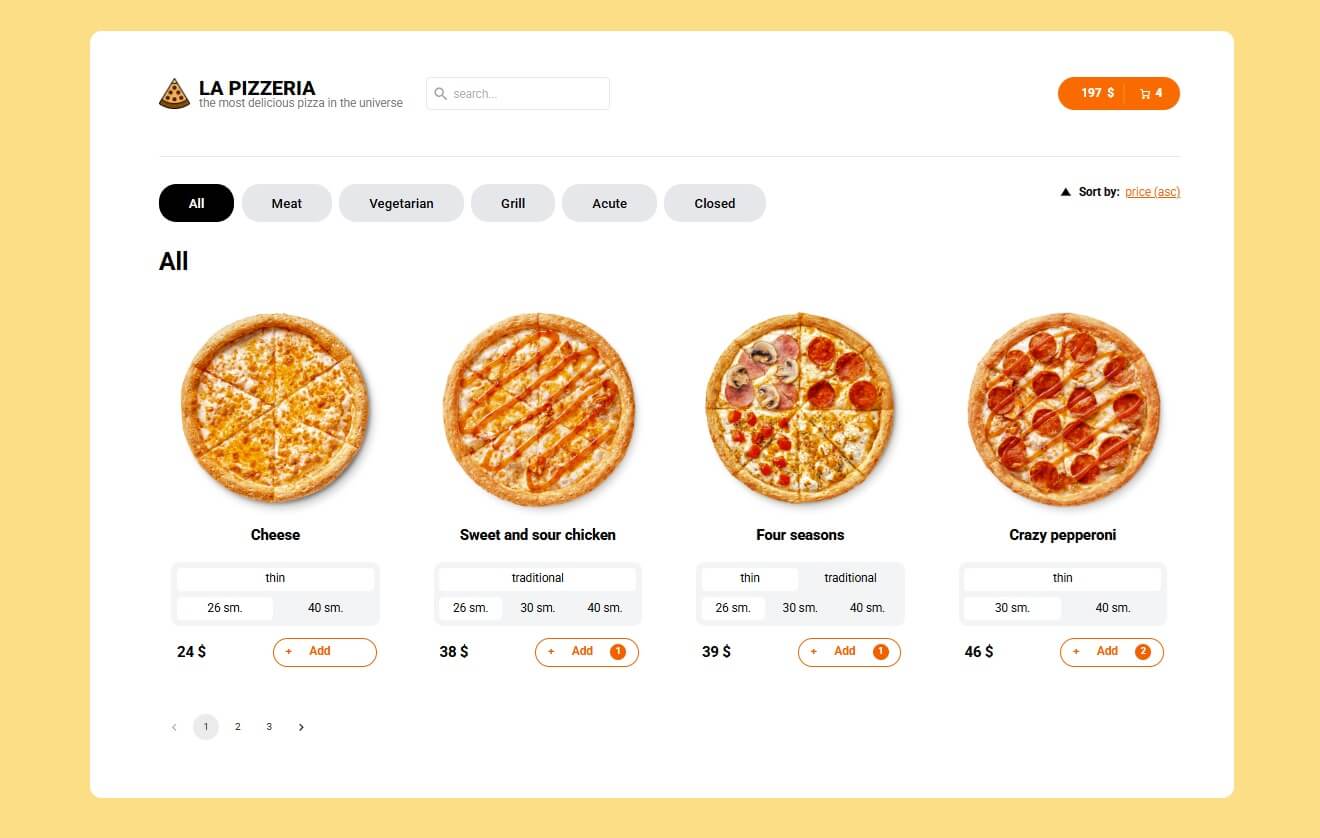 LA PIZZERIA
the most delicious pizza in the universe
search...
197 $ 4
All Meat Vegetarian Grill Acute Closed
▲ Sort by: price (asc)
All
Cheese
thin
26 sm. 40 sm.
24 $ + Add
Sweet and sour chicken
traditional
26 sm. 30 sm. 40 sm.
38 $ + Add 1
Four seasons
thin traditional
26 sm. 30 sm. 40 sm.
39 $ + Add 1
Crazy pepperoni
thin
30 sm. 40 sm.
46 $ + Add 2
‹ 1 2 3 ›